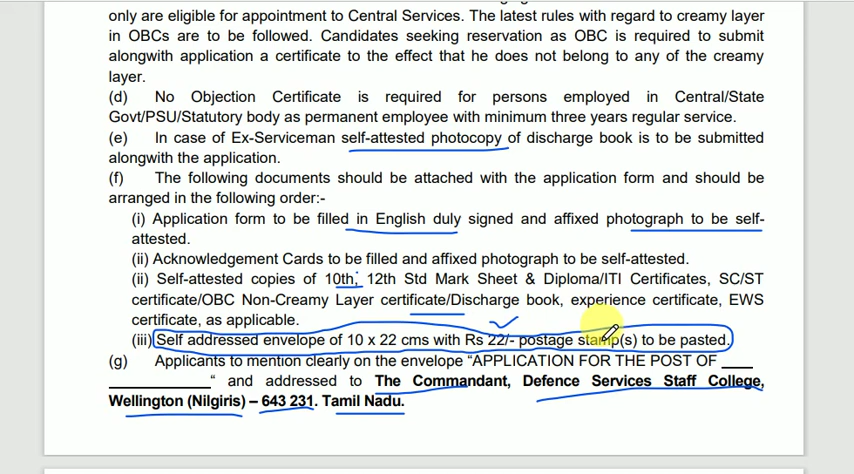 only are eligible for appointment to Central Services. The latest rules with regard to creamy layer
in OBCs are to be followed. Candidates seeking reservation as OBC is required to submit
alongwith application a certificate to the effect that he does not belong to any of the creamy
layer.
(d) No Objection Certificate is required for persons employed in Central/State
Govt/PSU/Statutory body as permanent employee with minimum three years regular service.
(e) In case of Ex-Serviceman self-attested photocopy of discharge book is to be submitted
alongwith the application.
(f) The following documents should be attached with the application form and should be
arranged in the following order:-
(i) Application form to be filled in English duly signed and affixed photograph to be self-
attested.
(ii) Acknowledgement Cards to be filled and affixed photograph to be self-attested.
(ii) Self-attested copies of 10th, 12th Std Mark Sheet & Diploma/ITI Certificates, SC/ST
certificate/OBC Non-Creamy Layer certificate/Discharge book, experience certificate, EWS
certificate, as applicable.
(iii) Self addressed envelope of 10 x 22 cms with Rs 22/- postage stamp(s) to be pasted.
(g) Applicants to mention clearly on the envelope “APPLICATION FOR THE POST OF ____
_____________“ and addressed to The Commandant, Defence Services Staff College,
Wellington (Nilgiris) – 643 231. Tamil Nadu.